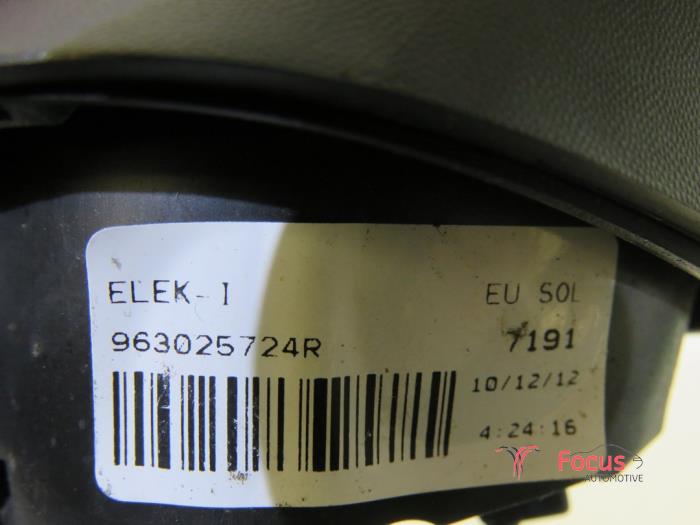 ELEK-I EU SOL
963025724R 7191
10/12/12
4:24:16
Focus
AUTOMOTIVE